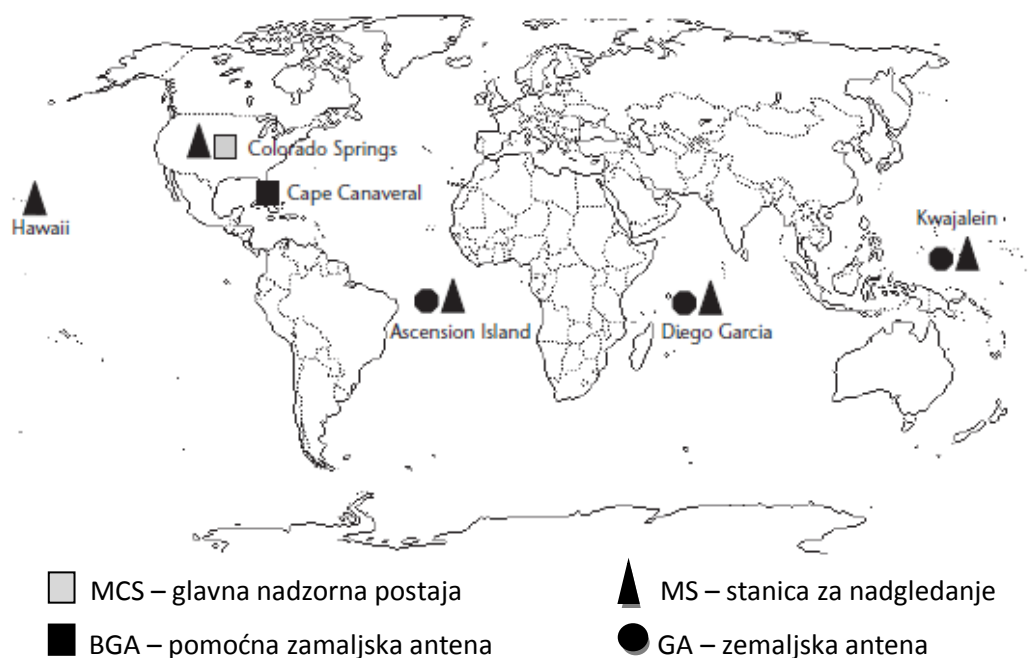 Colorado Springs
Cape Canaveral
Hawaii
Kwajalein
Ascension Island
Diego Garcia
MCS – glavna nadzorna postaja
MS – stanica za nadgledanje
BGA – pomoćna zamaljska antena
GA – zemaljska antena